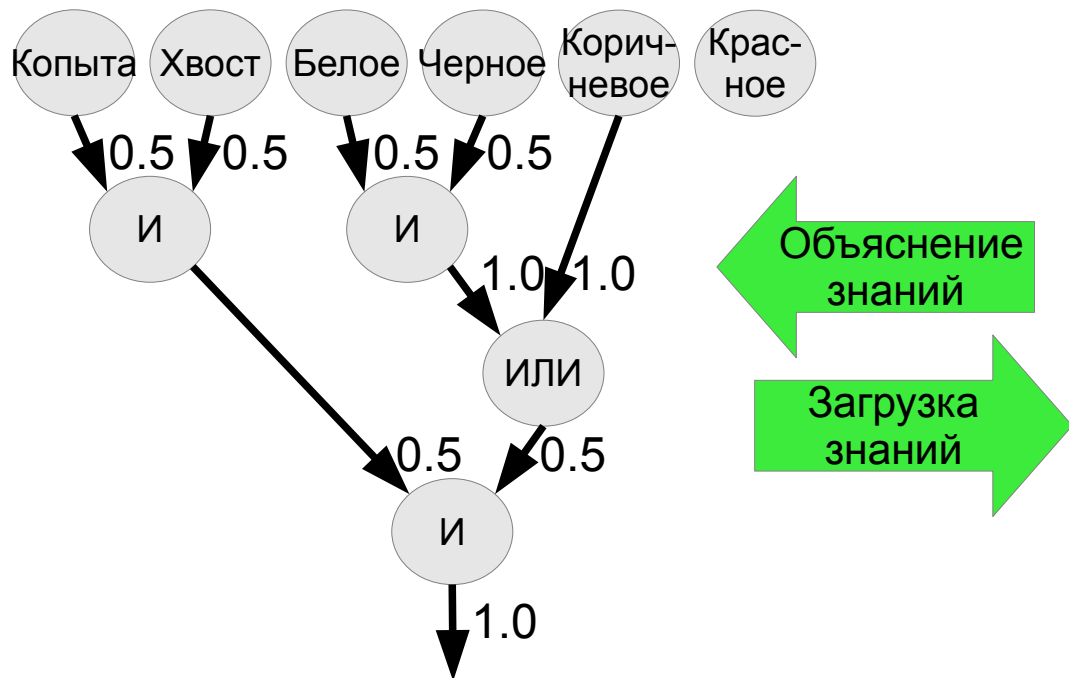 Копыта
Хвост
Белое
Черное
Корич-
невое
Крас-
ное
0.5
0.5
0.5
0.5
И
И
1.0
1.0
Объяснение
знаний
ИЛИ
Загрузка
знаний
0.5
0.5
И
1.0